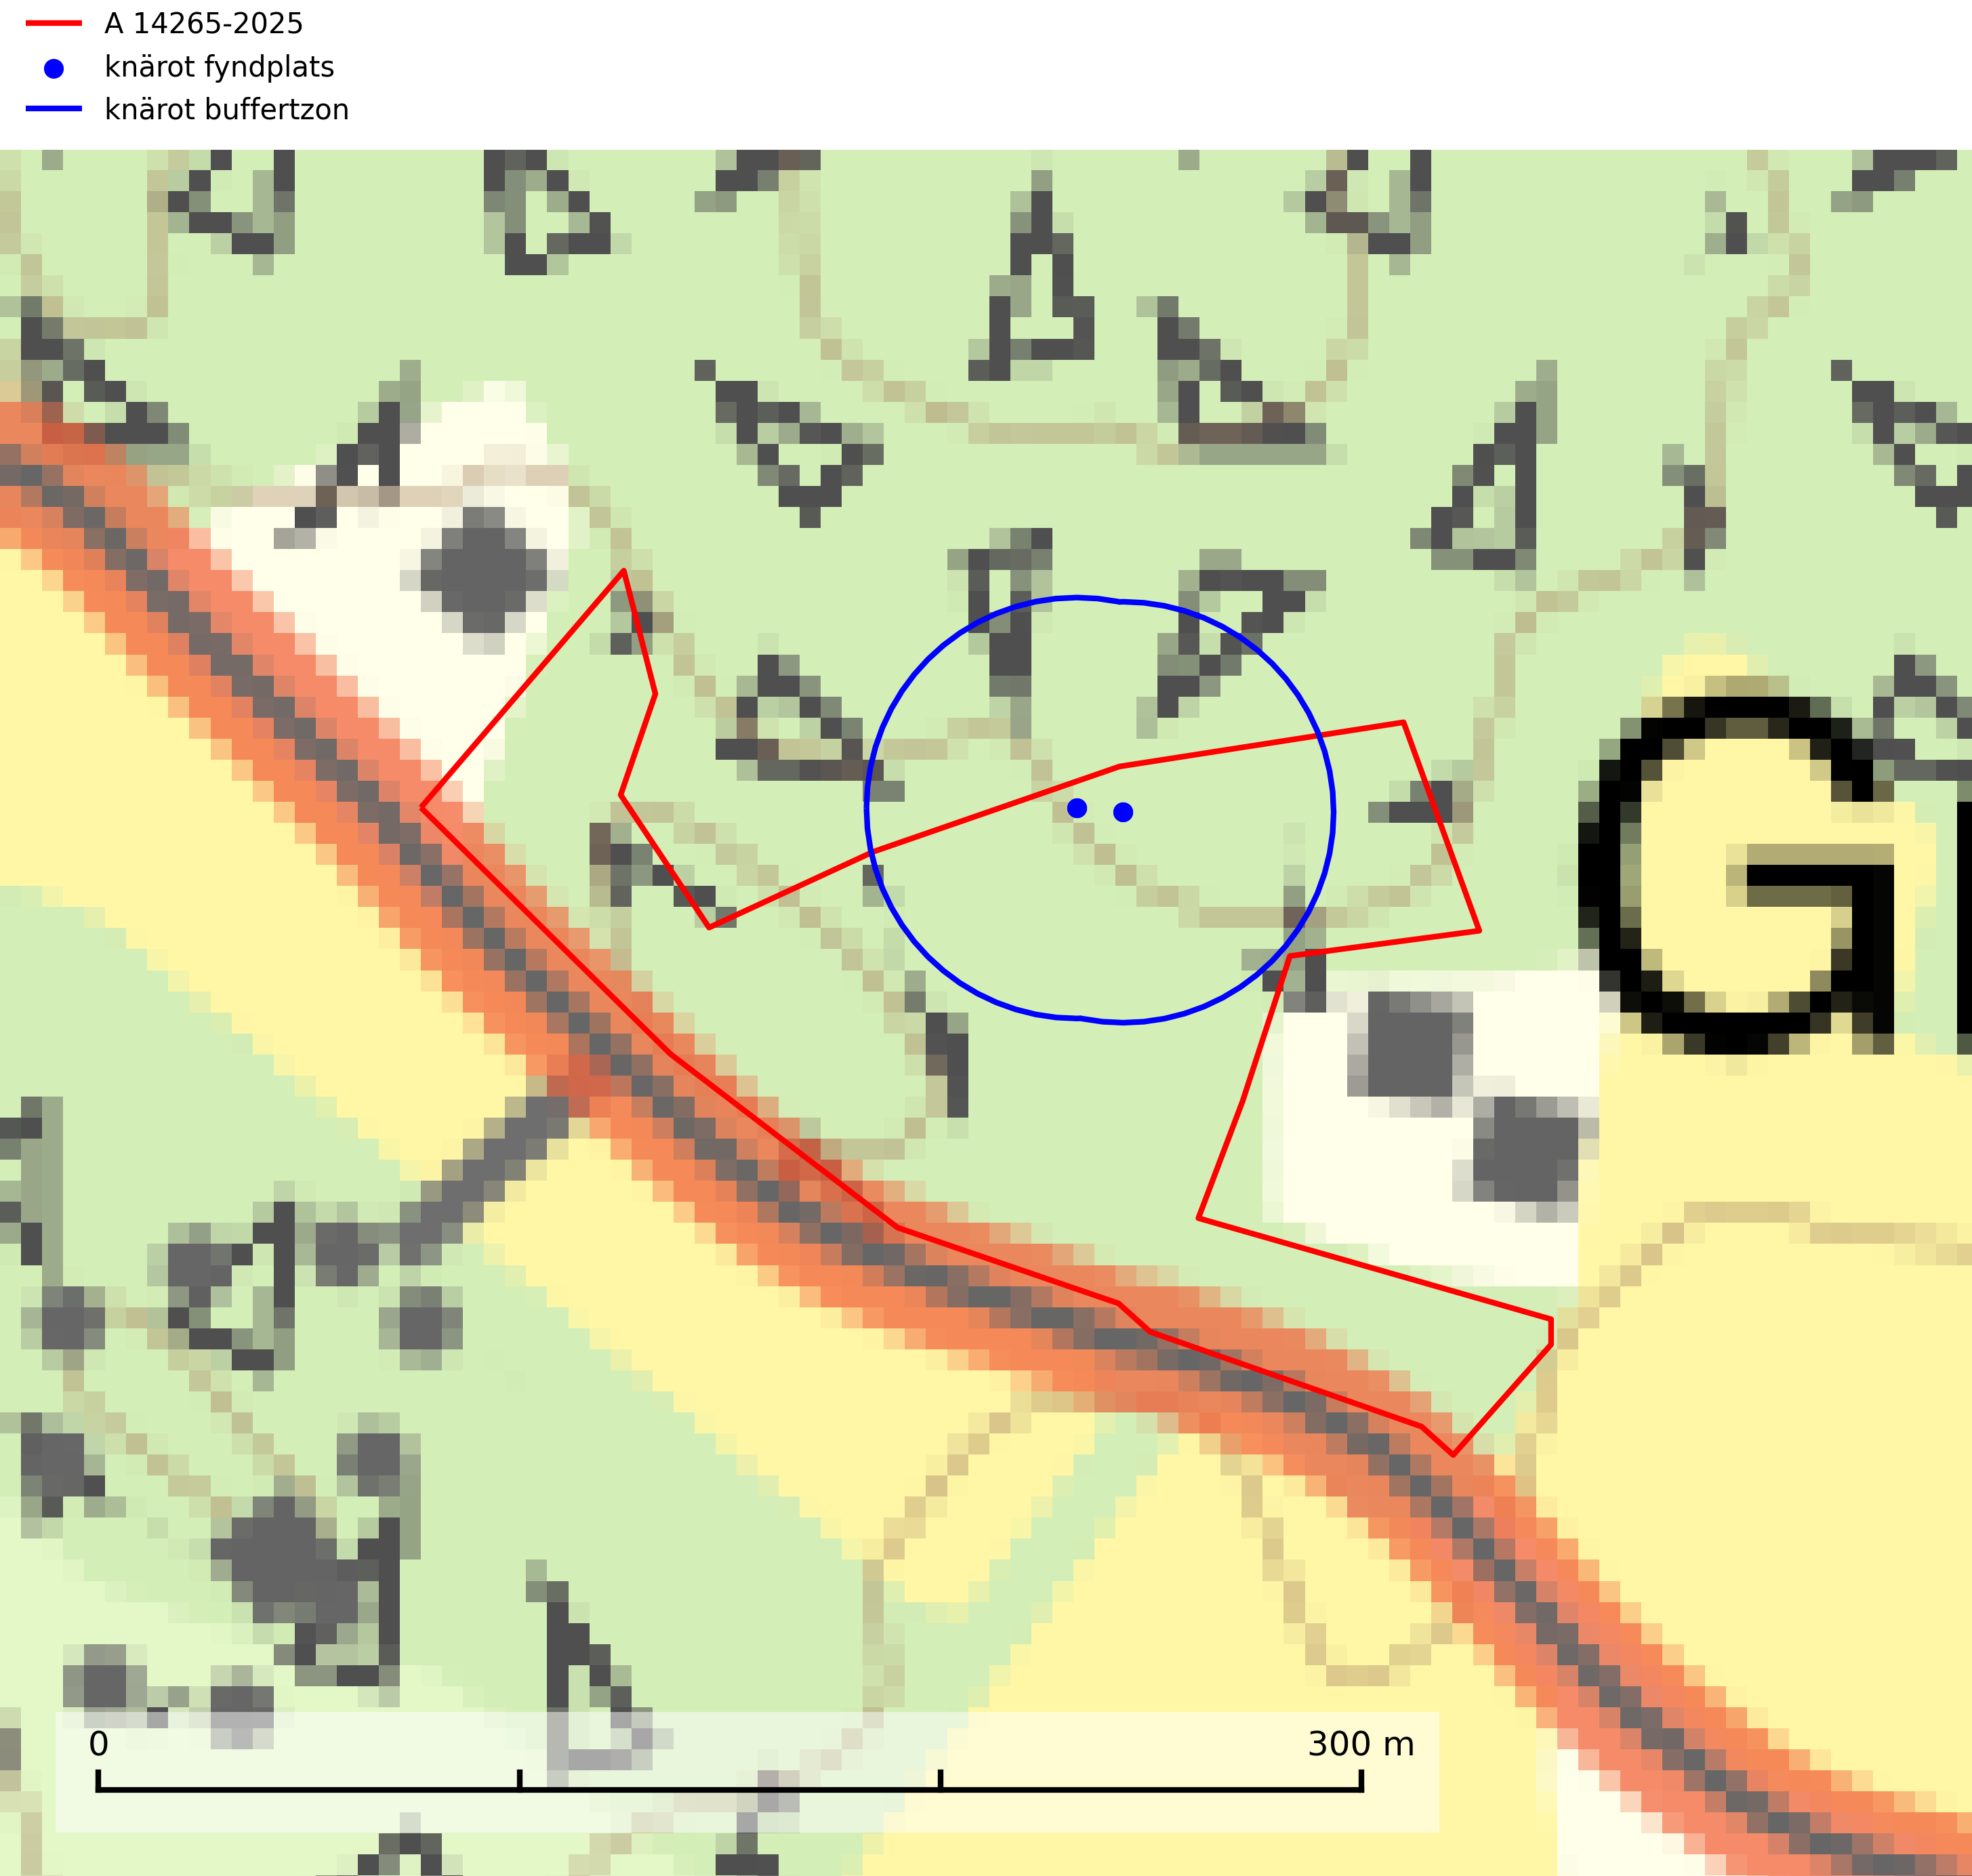 A 14265-2025
knärot fyndplats
knärot buffertzon
G
0 300 m